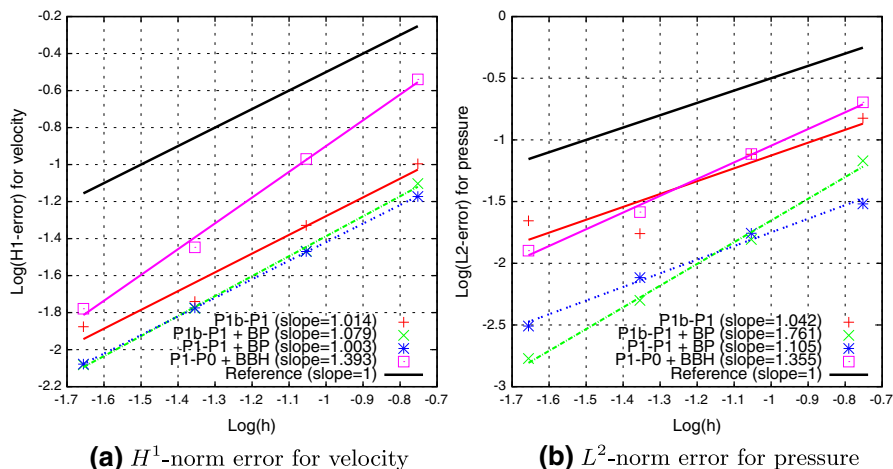 -0.2
-0.4
-0.6
-0.8
-1
-1.2
-1.4
-1.6
-1.8
-2
-2.2
-1.7 -1.6 -1.5 -1.4 -1.3 -1.2 -1.1 -1 -0.9 -0.8 -0.7
Log(H1-error) for velocity
Log(h)
P1b-P1 (slope=1.014)
P1b-P1 + BP (slope=1.079)
P1-P1 + BP (slope=1.003)
P1-P0 + BBH (slope=1.393)
Reference (slope=1)
(a) H¹-norm error for velocity
0
-0.5
-1
-1.5
-2
-2.5
-3
-1.7 -1.6 -1.5 -1.4 -1.3 -1.2 -1.1 -1 -0.9 -0.8 -0.7
Log(L2-error) for pressure
Log(h)
P1b-P1 (slope=1.042)
P1b-P1 + BP (slope=1.761)
P1-P1 + BP (slope=1.105)
P1-P0 + BBH (slope=1.355)
Reference (slope=1)
(b) L²-norm error for pressure